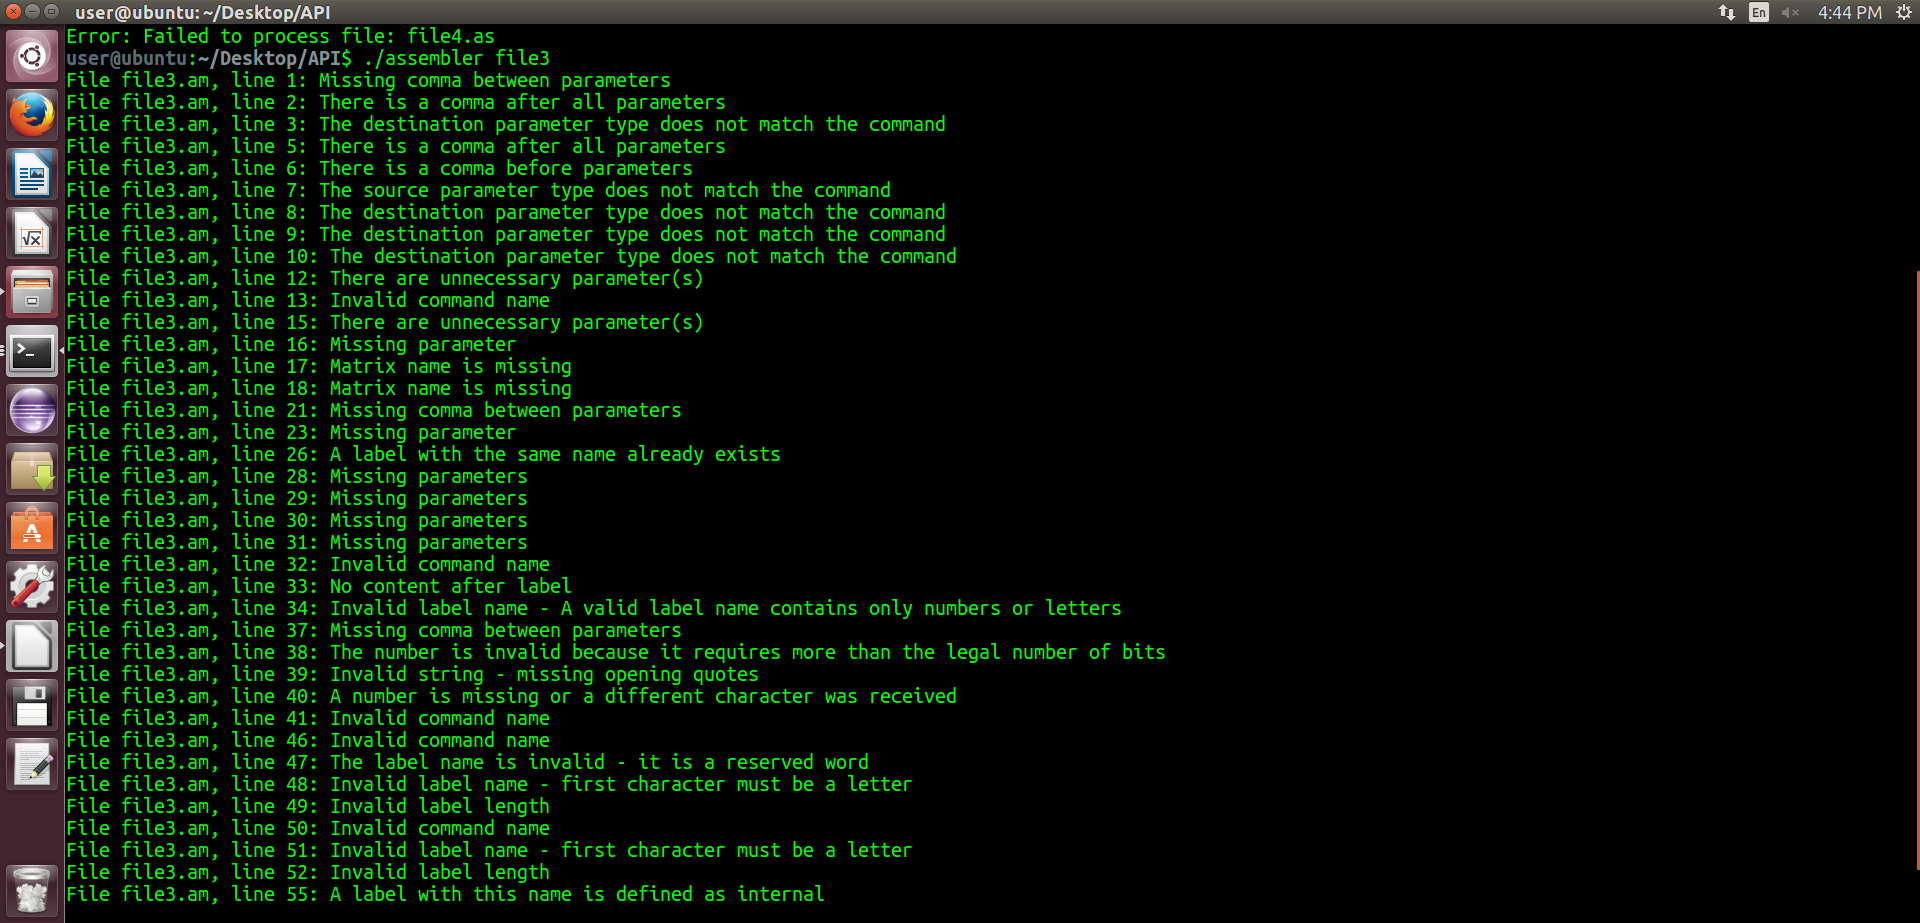 user@ubuntu: ~/Desktop/API
En
4:44 PM
Error: Failed to process file: file4.as
user@ubuntu:~/Desktop/API$ ./assembler file3
File file3.am, line 1: Missing comma between parameters
File file3.am, line 2: There is a comma after all parameters
File file3.am, line 3: The destination parameter type does not match the command
File file3.am, line 5: There is a comma after all parameters
File file3.am, line 6: There is a comma before parameters
File file3.am, line 7: The source parameter type does not match the command
File file3.am, line 8: The destination parameter type does not match the command
File file3.am, line 9: The destination parameter type does not match the command
File file3.am, line 10: The destination parameter type does not match the command
File file3.am, line 12: There are unnecessary parameter(s)
File file3.am, line 13: Invalid command name
File file3.am, line 15: There are unnecessary parameter(s)
File file3.am, line 16: Missing parameter
File file3.am, line 17: Matrix name is missing
File file3.am, line 18: Matrix name is missing
File file3.am, line 21: Missing comma between parameters
File file3.am, line 23: Missing parameter
File file3.am, line 26: A label with the same name already exists
File file3.am, line 28: Missing parameters
File file3.am, line 29: Missing parameters
File file3.am, line 30: Missing parameters
File file3.am, line 31: Missing parameters
File file3.am, line 32: Invalid command name
File file3.am, line 33: No content after label
File file3.am, line 34: Invalid label name - A valid label name contains only numbers or letters
File file3.am, line 37: Missing comma between parameters
File file3.am, line 38: The number is invalid because it requires more than the legal number of bits
File file3.am, line 39: Invalid string - missing opening quotes
File file3.am, line 40: A number is missing or a different character was received
File file3.am, line 41: Invalid command name
File file3.am, line 46: Invalid command name
File file3.am, line 47: The label name is invalid - it is a reserved word
File file3.am, line 48: Invalid label name - first character must be a letter
File file3.am, line 49: Invalid label length
File file3.am, line 50: Invalid command name
File file3.am, line 51: Invalid label name - first character must be a letter
File file3.am, line 52: Invalid label length
File file3.am, line 55: A label with this name is defined as internal